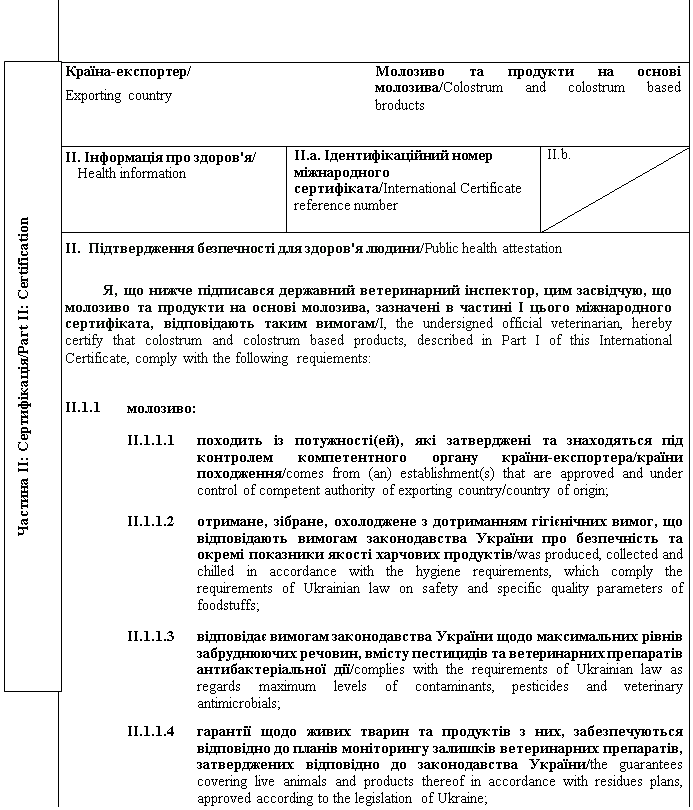 Країна-експортер/
Exporting country
Молозиво та продукти на основі
молозива/Colostrum and colostrum based
broducts
II. Інформація про здоров'я/
Health information
II.a. Ідентифікаційний номер
міжнародного
сертифіката/International Certificate
reference number
II.b.
Частина II: Сертифікація/Part II: Certification
II. Підтвердження безпечності для здоров'я людини/Public health attestation
Я, що нижче підписався державний ветеринарний інспектор, цим засвідчую, що
молозиво та продукти на основі молозива, зазначені в частині I цього міжнародного
сертифіката, відповідають таким вимогам/I, the undersigned official veterinarian, hereby
certify that colostrum and colostrum based products, described in Part I of this International
Certificate, comply with the following requiements:
II.1.1 молозиво:
II.1.1.1 походить із потужності(ей), які затверджені та знаходяться під
контролем компетентного органу країни-експортера/країни
походження/comes from (an) establishment(s) that are approved and under
control of competent authority of exporting country/country of origin;
II.1.1.2 отримане, зібране, охолоджене з дотриманням гігієнічних вимог, що
відповідають вимогам законодавства України про безпечність та
окремі показники якості харчових продуктів/was produced, collected and
chilled in accordance with the hygiene requirements, which comply the
requirements of Ukrainian law on safety and specific quality parameters of
foodstuffs;
II.1.1.3 відповідає вимогам законодавства України щодо максимальних рівнів
забруднюючих речовин, вмісту пестицидів та ветеринарних препаратів
антибактеріальної дії/complies with the requirements of Ukrainian law as
regards maximum levels of contaminants, pesticides and veterinary
antimicrobials;
II.1.1.4 гарантії щодо живих тварин та продуктів з них, забезпечуються
відповідно до планів моніторингу залишків ветеринарних препаратів,
затверджених відповідно до законодавства України/the guarantees
covering live animals and products thereof in accordance with residues plans,
approved according to the legislation of Ukraine;